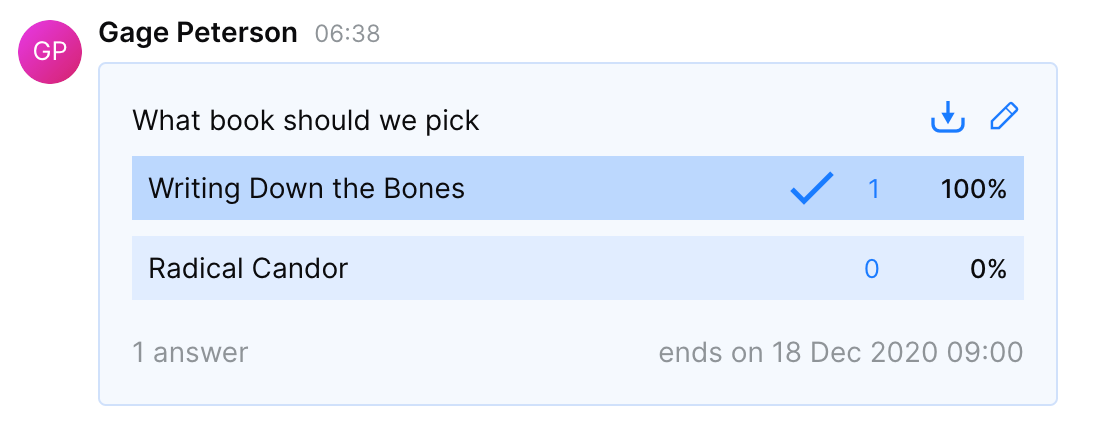 GP
Gage Peterson 06:38
What book should we pick
Writing Down the Bones 1 100%
Radical Candor 0 0%
1 answer ends on 18 Dec 2020 09:00